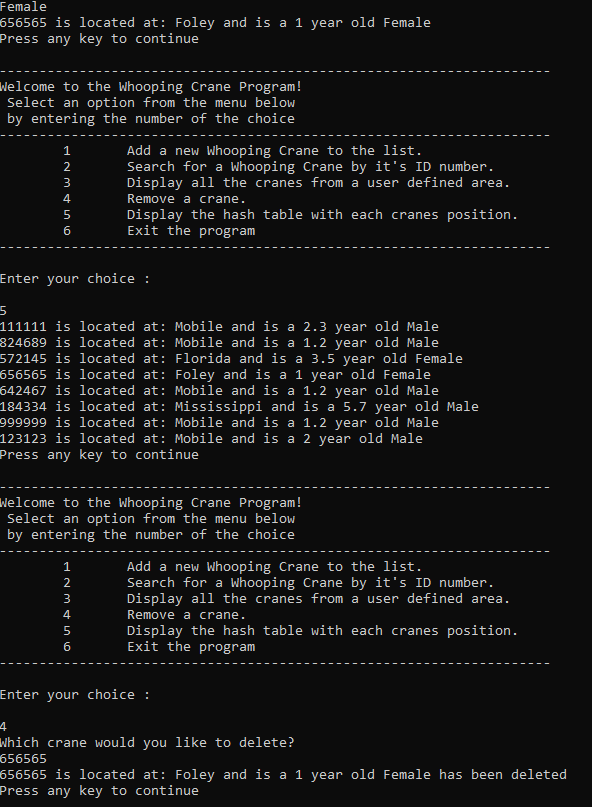 Female
656565 is located at: Foley and is a 1 year old Female
Press any key to continue
---------------------------------------------------------------------
Welcome to the Whooping Crane Program!
Select an option from the menu below
by entering the number of the choice
---------------------------------------------------------------------
1 Add a new Whooping Crane to the list.
2 Search for a Whooping Crane by it's ID number.
3 Display all the cranes from a user defined area.
4 Remove a crane.
5 Display the hash table with each cranes position.
6 Exit the program
---------------------------------------------------------------------
Enter your choice :
5
111111 is located at: Mobile and is a 2.3 year old Male
824689 is located at: Mobile and is a 1.2 year old Male
572145 is located at: Florida and is a 3.5 year old Female
656565 is located at: Foley and is a 1 year old Female
642467 is located at: Mobile and is a 1.2 year old Male
184334 is located at: Mississippi and is a 5.7 year old Male
999999 is located at: Mobile and is a 1.2 year old Male
123123 is located at: Mobile and is a 2 year old Male
Press any key to continue
---------------------------------------------------------------------
Welcome to the Whooping Crane Program!
Select an option from the menu below
by entering the number of the choice
---------------------------------------------------------------------
1 Add a new Whooping Crane to the list.
2 Search for a Whooping Crane by it's ID number.
3 Display all the cranes from a user defined area.
4 Remove a crane.
5 Display the hash table with each cranes position.
6 Exit the program
---------------------------------------------------------------------
Enter your choice :
4
Which crane would you like to delete?
656565
656565 is located at: Foley and is a 1 year old Female has been deleted
Press any key to continue